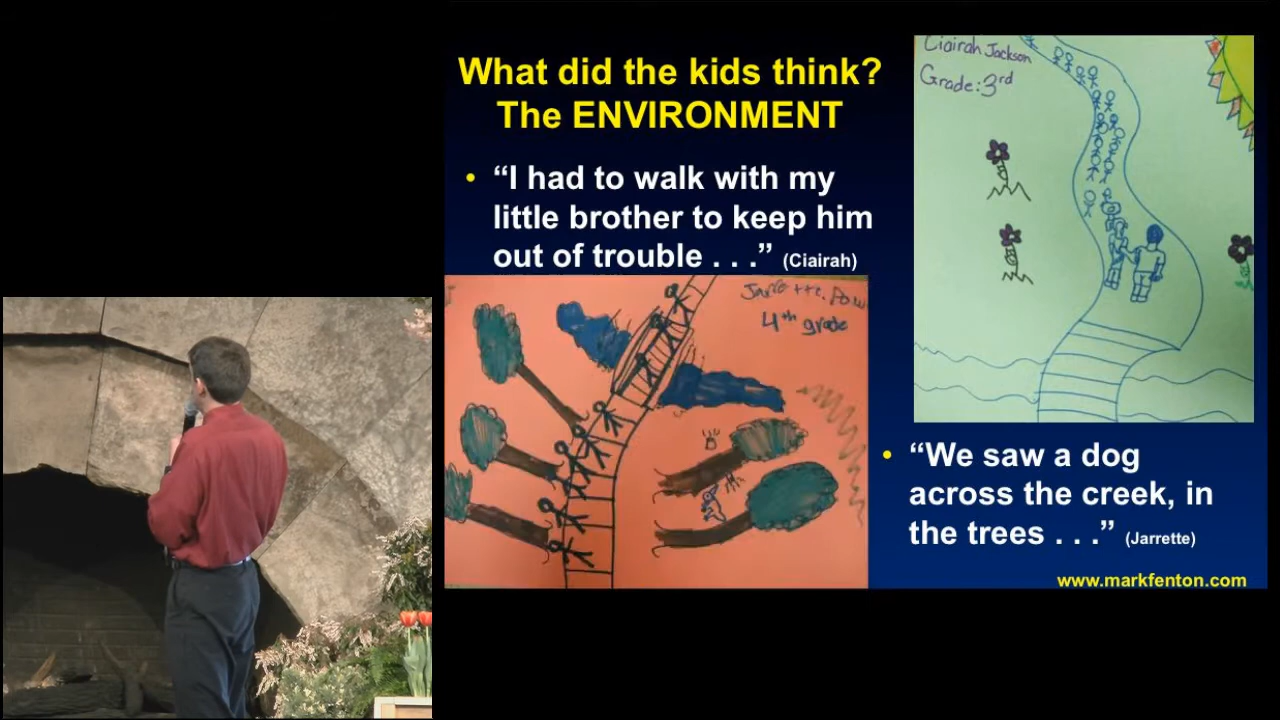 What did the kids think?
The ENVIRONMENT
• “I had to walk with my
little brother to keep him
out of trouble . . .” (Ciairah)
Ciairah Jackson
Grade: 3rd
4th grade
• “We saw a dog
across the creek, in
the trees . . .” (Jarrette)
www.markfenton.com